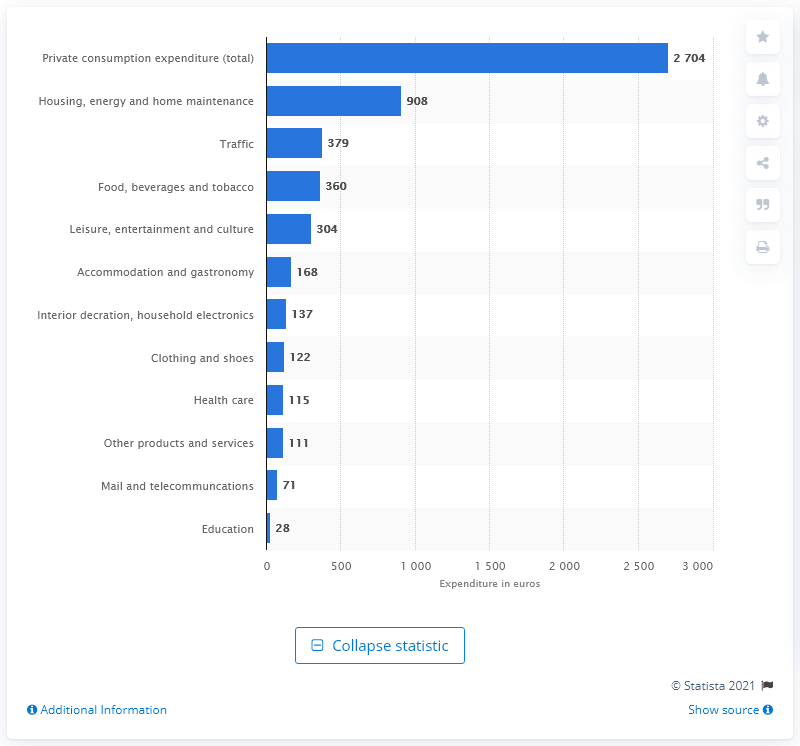 Private consumption expenditure (total) 2 704
Housing, energy and home maintenance 908
Traffic 379
Food, beverages and tobacco 360
Leisure, entertainment and culture 304
Accommodation and gastronomy 168
Interior decration, household electronics 137
Clothing and shoes 122
Health care 115
Other products and services 111
Mail and telecommuncations 71
Education 28
0 500 1 000 1 500 2 000 2 500 3 000
Expenditure in euros
Collapse statistic
© Statista 2021
Additional Information
Show source